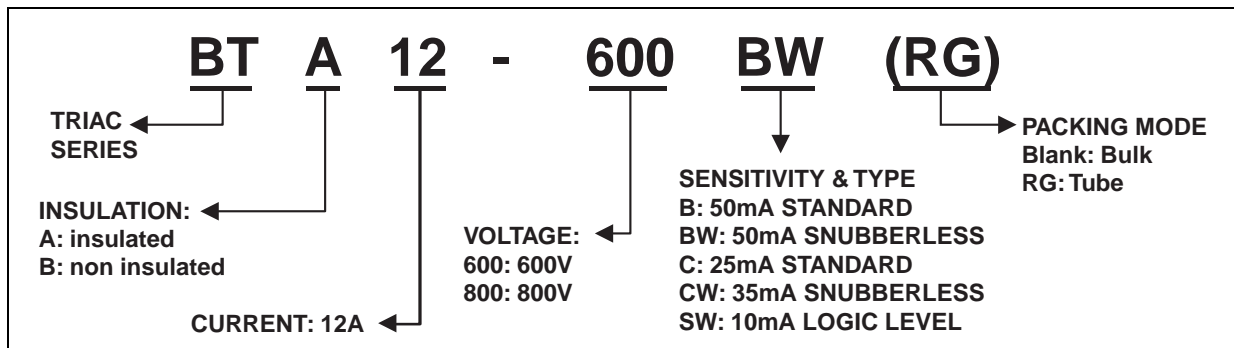 BT A 12 - 600 BW (RG)
TRIAC
SERIES
INSULATION:
A: insulated
B: non insulated
CURRENT: 12A
VOLTAGE:
600: 600V
800: 800V
SENSITIVITY & TYPE
B: 50mA STANDARD
BW: 50mA SNUBBERLESS
C: 25mA STANDARD
CW: 35mA SNUBBERLESS
SW: 10mA LOGIC LEVEL
PACKING MODE
Blank: Bulk
RG: Tube